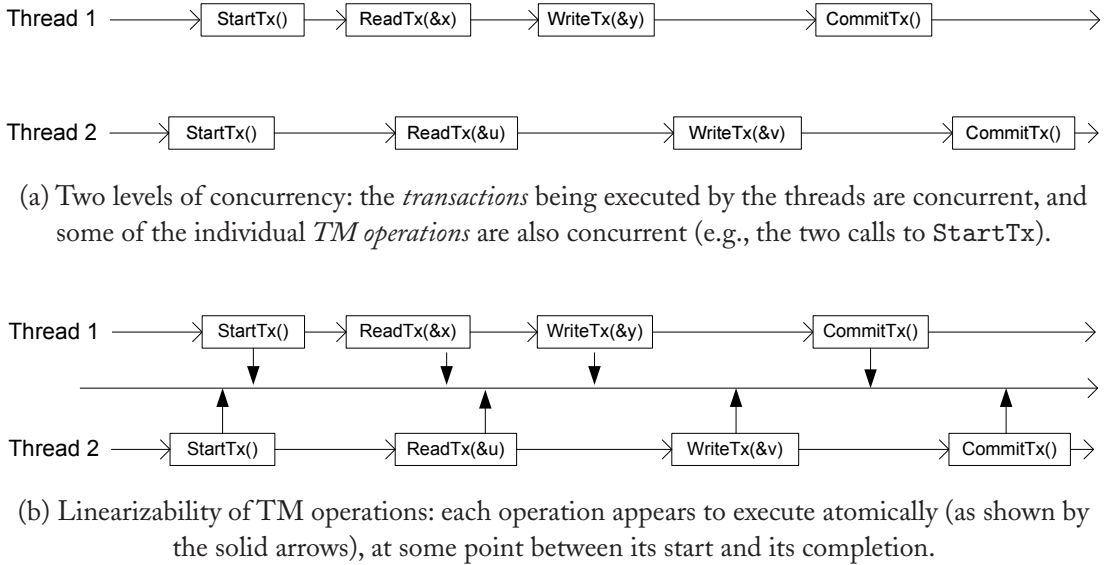 Thread 1 StartTx() ReadTx(&x) WriteTx(&y) CommitTx()
Thread 2 StartTx() ReadTx(&u) WriteTx(&v) CommitTx()
(a) Two levels of concurrency: the transactions being executed by the threads are concurrent, and
some of the individual TM operations are also concurrent (e.g., the two calls to StartTx).
Thread 1 StartTx() ReadTx(&x) WriteTx(&y) CommitTx()
Thread 2 StartTx() ReadTx(&u) WriteTx(&v) CommitTx()
(b) Linearizability of TM operations: each operation appears to execute atomically (as shown by
the solid arrows), at some point between its start and its completion.